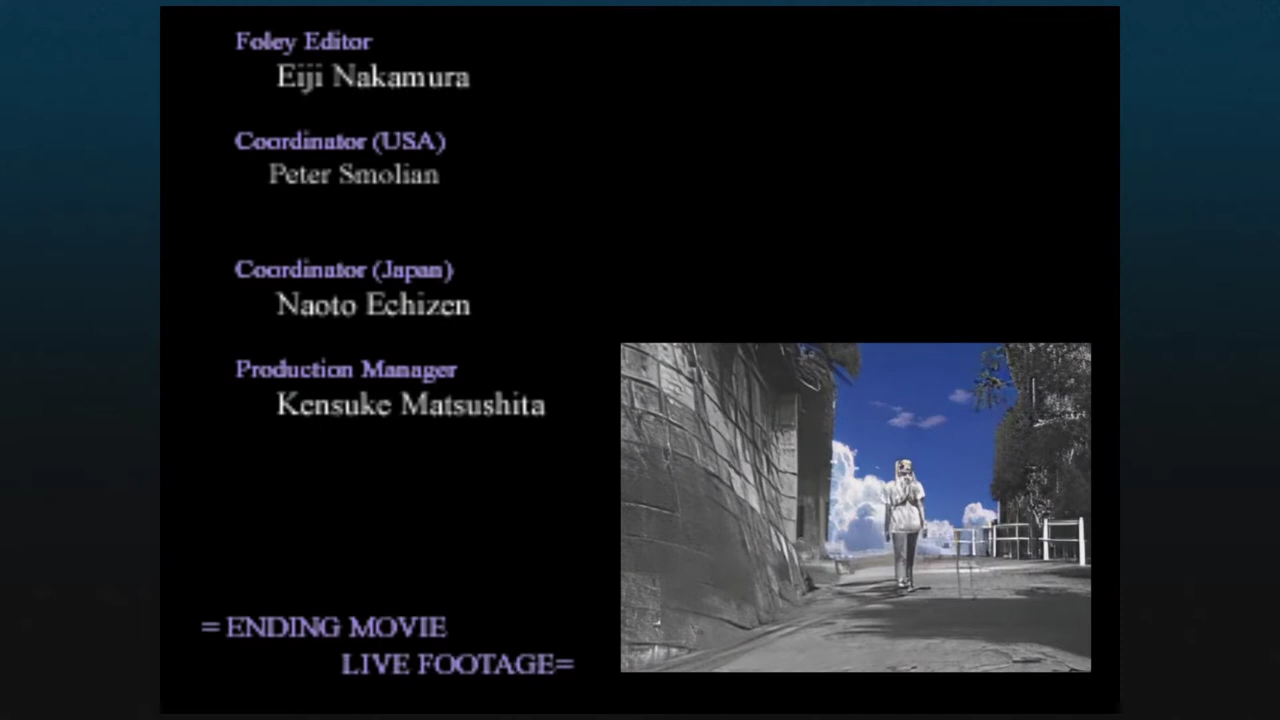 Foley Editor
Eiji Nakamura
Coordinator (USA)
Peter Smolian
Coordinator (Japan)
Naoto Echizen
Production Manager
Kensuke Matsushita
= ENDING MOVIE
LIVE FOOTAGE=